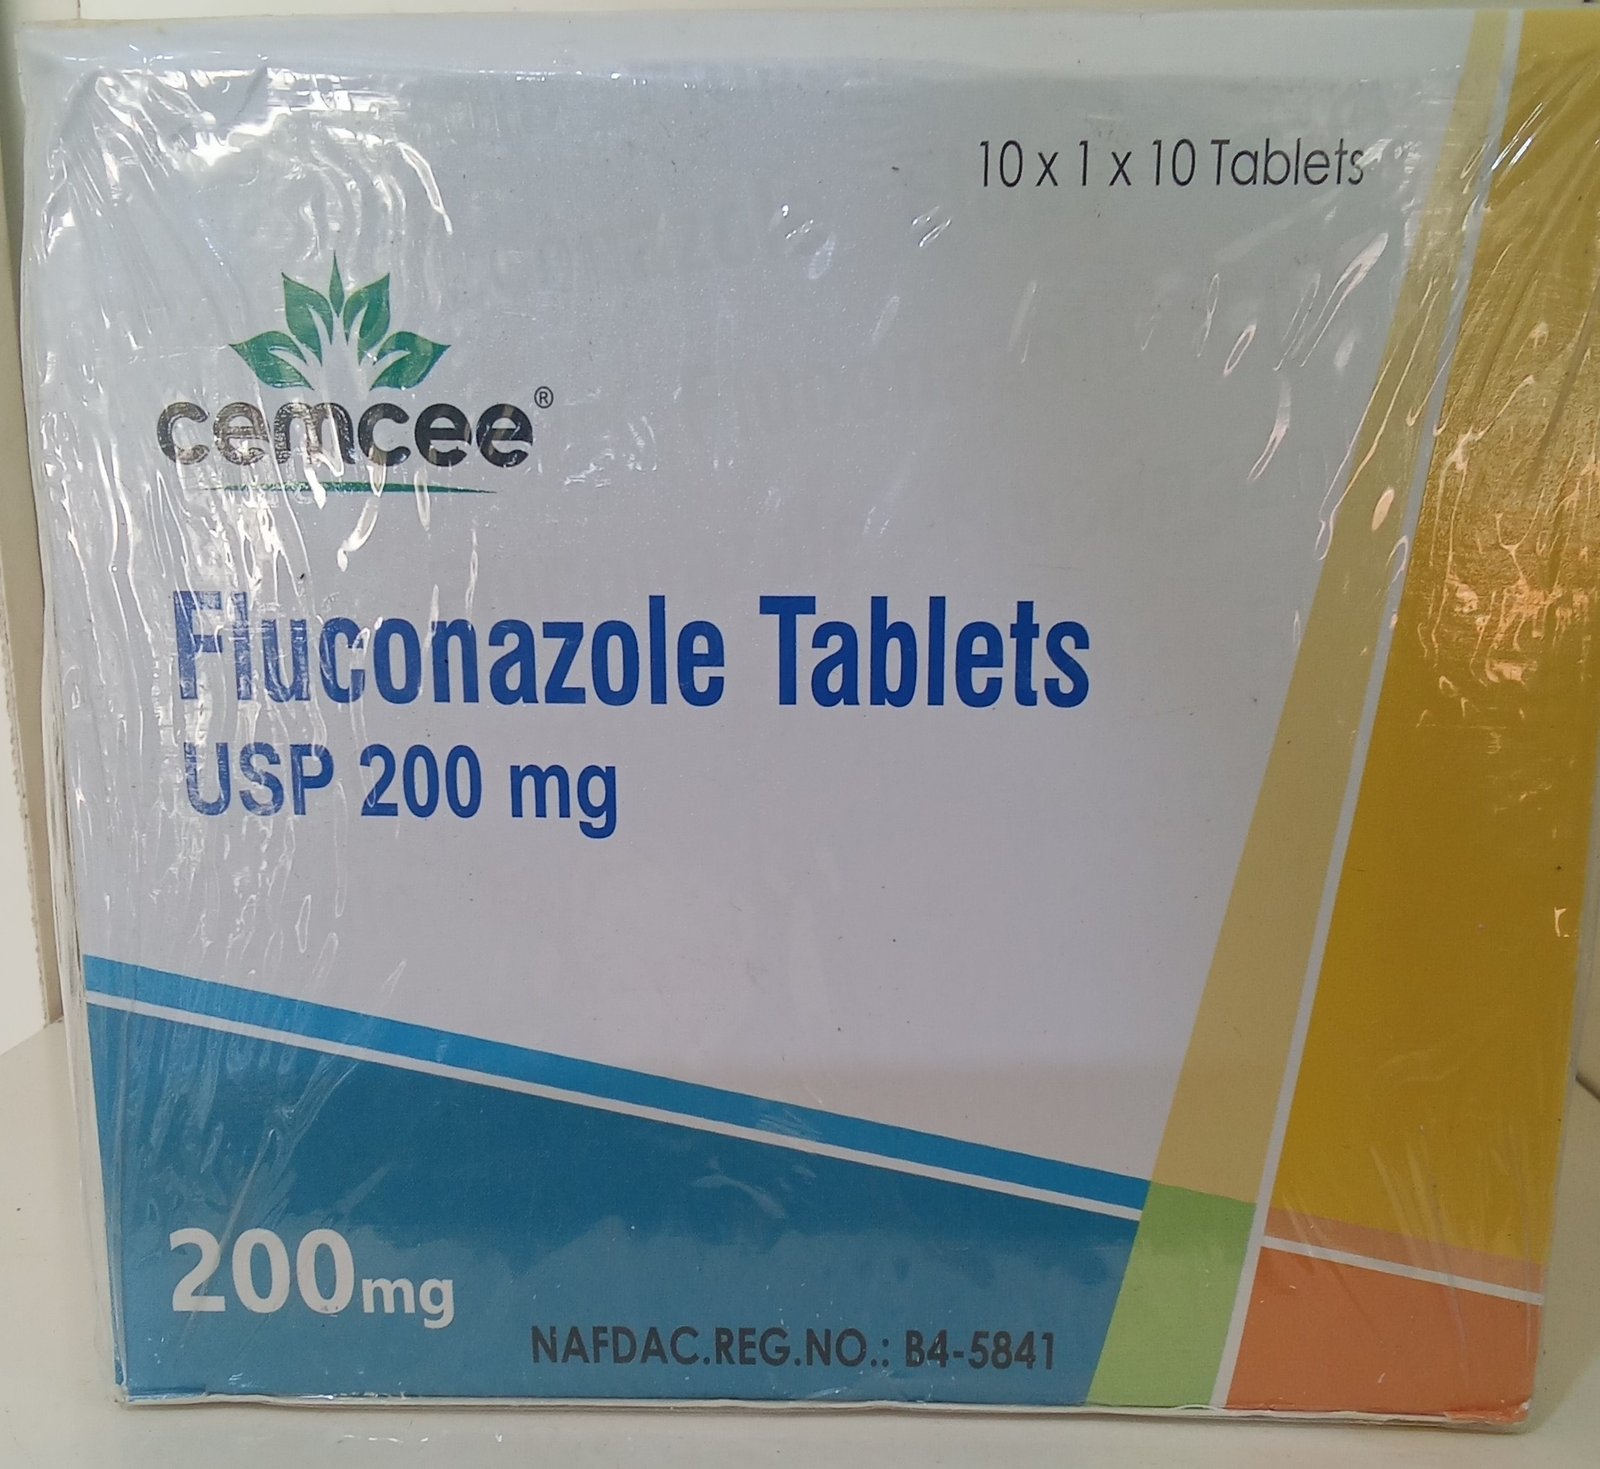 10 x 1 x 10 Tablets
cemcee®
Fluconazole Tablets
USP 200 mg
200mg
NAFDAC.REG.NO.: B4-5841